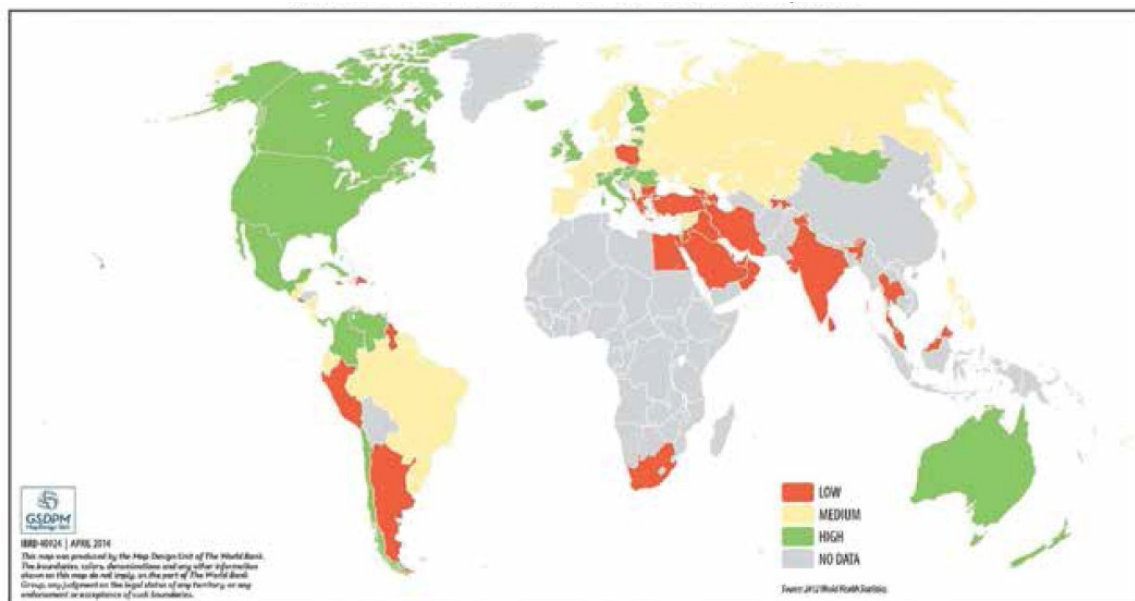 LOW
MEDIUM
HIGH
NO DATA
GSDPM
Map Design Unit
IBRD 40924 | APRIL 2014
This map was produced by the Map Design Unit of The World Bank.
The boundaries, colors, denominations and any other information
shown on this map do not imply, on the part of The World Bank
Group, any judgment on the legal status of any territory, or any
endorsement or acceptance of such boundaries.
Source: World Health Statistics